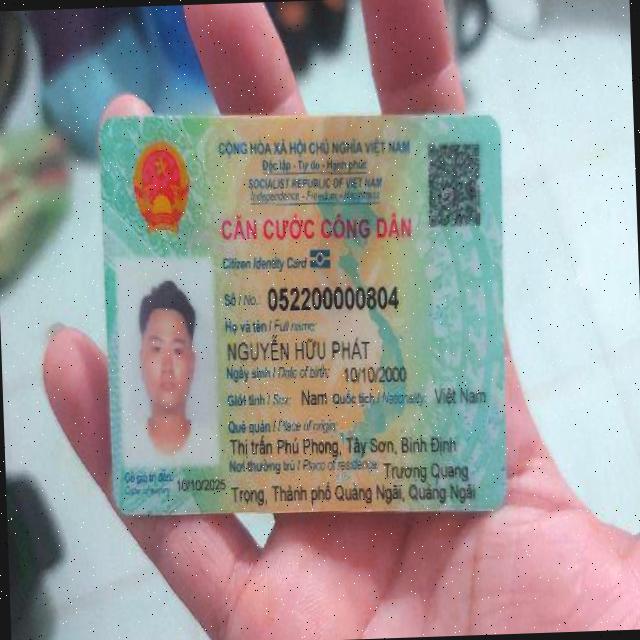 CỘNG HÒA XÃ HỘI CHỦ NGHĨA VIỆT NAM
Độc lập - Tự do - Hạnh phúc
SOCIALIST REPUBLIC OF VIET NAM
Independence - Freedom - Happiness
CĂN CƯỚC CÔNG DÂN
Citizen Identity Card
Số / No.: 052200000804
Họ và tên / Full name:
NGUYỄN HỮU PHÁT
Ngày sinh / Date of birth: 10/10/2000
Giới tính / Sex: Nam Quốc tịch / Nationality: Việt Nam
Quê quán / Place of origin:
Thị trấn Phú Phong, Tây Sơn, Bình Định
Nơi thường trú / Place of residence: Trương Quang
Trọng, Thành phố Quảng Ngãi, Quảng Ngãi
Có giá trị đến: 10/10/2025
Date of expiry